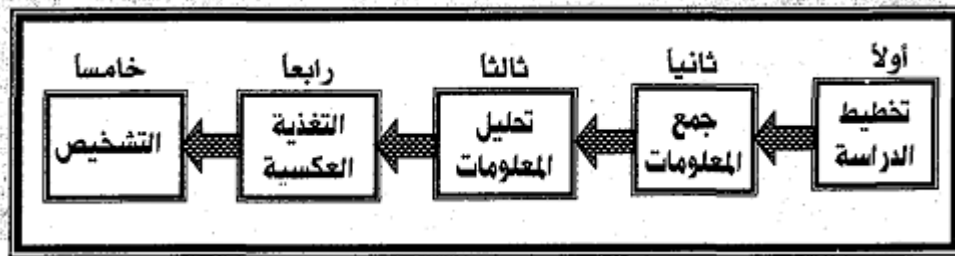 أولاً
تخطيط
الدراسة
ثانياً
جمع
المعلومات
ثالثاً
تحليل
المعلومات
رابعاً
التغذية
العكسية
خامساً
التشخيص